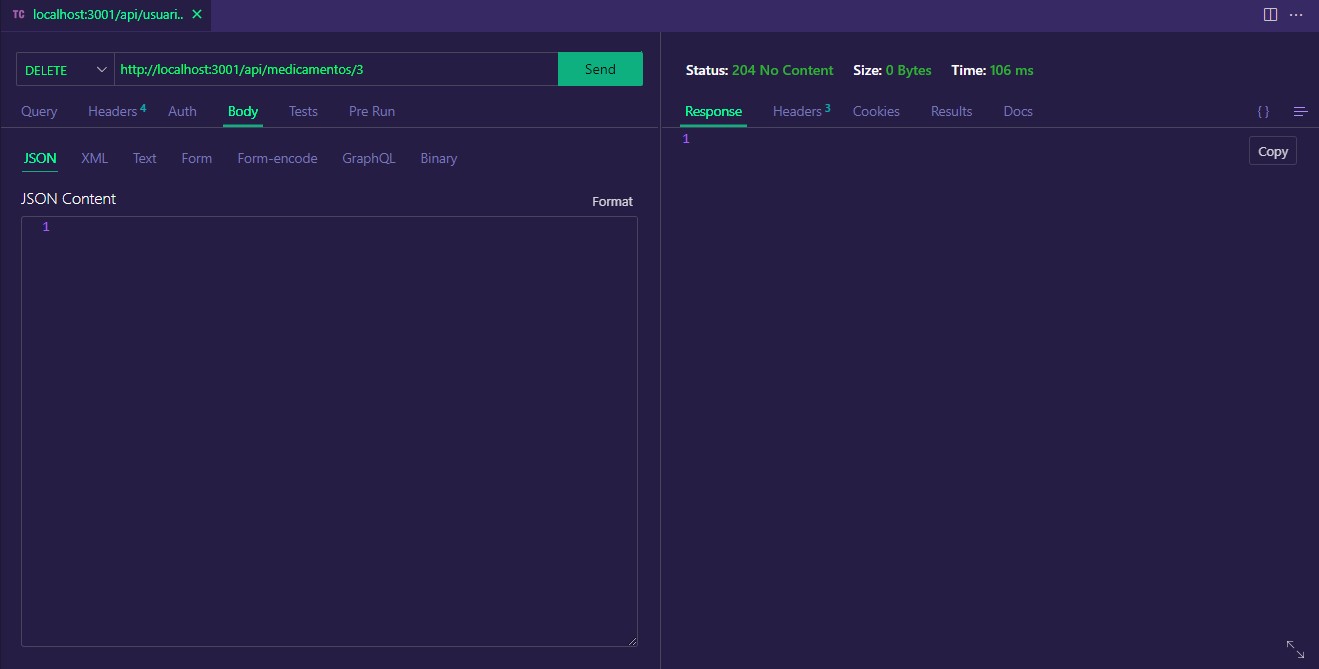 TC localhost:3001/api/usuari.. ×
DELETE http://localhost:3001/api/medicamentos/3 Send
Query Headers 4 Auth Body Tests Pre Run
JSON XML Text Form Form-encode GraphQL Binary
JSON Content Format
1
Status: 204 No Content Size: 0 Bytes Time: 106 ms
Response Headers 3 Cookies Results Docs {}
1
Copy